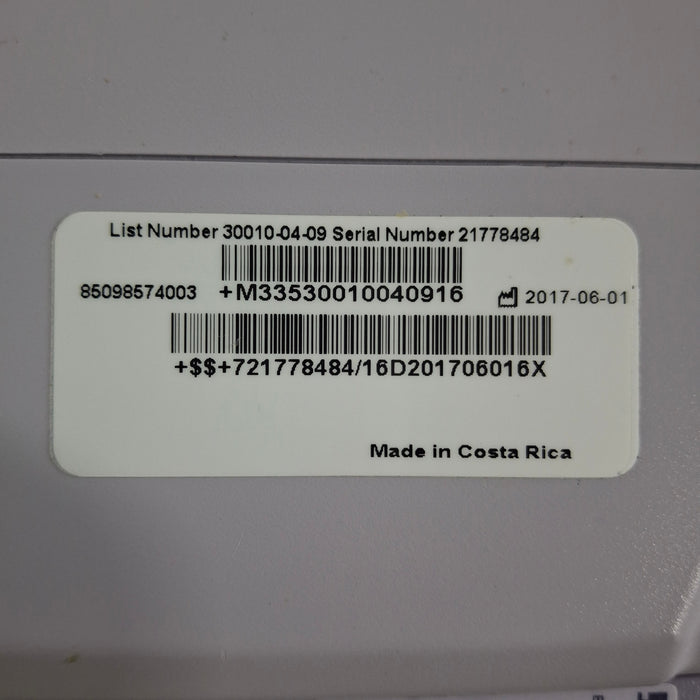 List Number 30010-04-09 Serial Number 21778484
85098574003 +M33530010040916 2017-06-01
+$$+721778484/16D201706016X
Made in Costa Rica